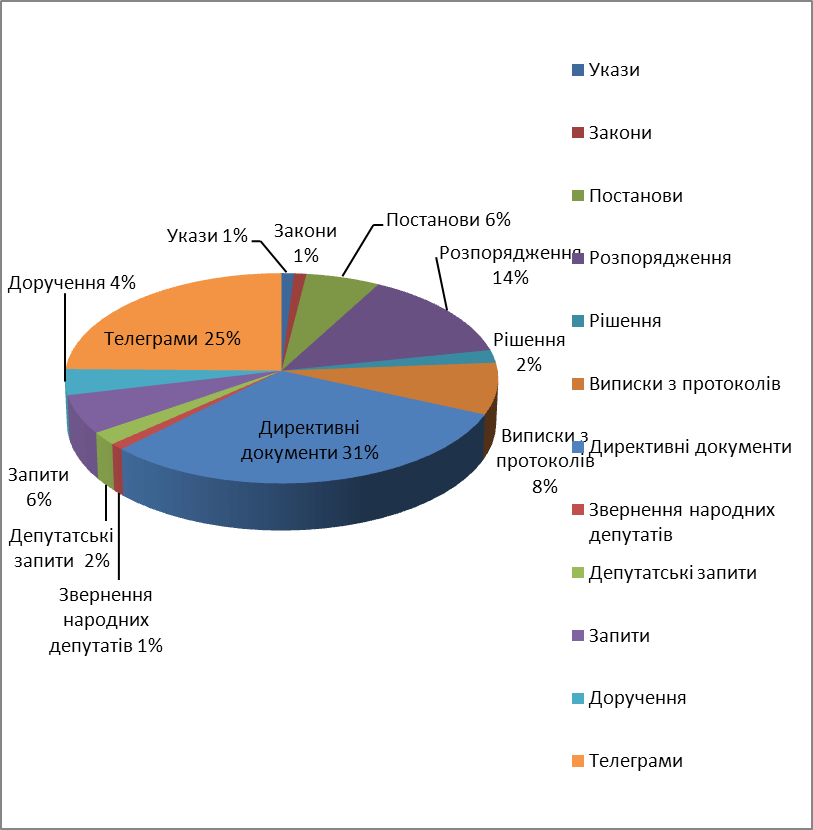 Укази 1%
Закони
1%
Постанови 6%
Розпорядження
14%
Рішення
2%
Виписки з
протоколів
8%
Директивні
документи 31%
Звернення
народних
депутатів 1%
Депутатські
запити  2%
Запити
6%
Доручення 4%
Телеграми 25%
Укази
Закони
Постанови
Розпорядження
Рішення
Виписки з протоколів
Директивні документи
Звернення народних
депутатів
Депутатські запити
Запити
Доручення
Телеграми